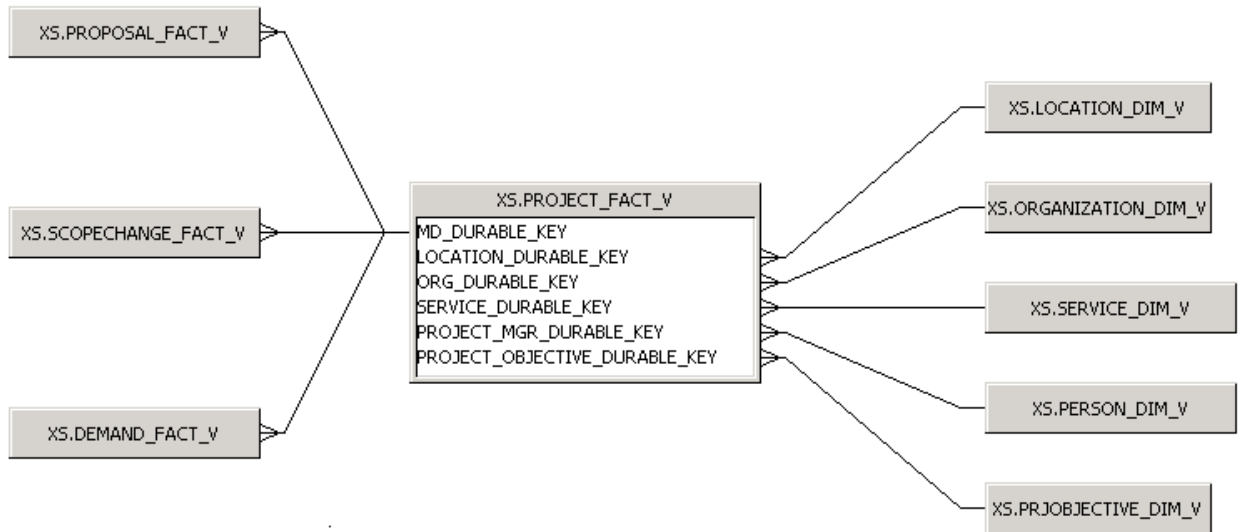 XS.PROPOSAL_FACT_V
XS.SCOPECHANGE_FACT_V
XS.DEMAND_FACT_V
XS.PROJECT_FACT_V
MD_DURABLE_KEY
LOCATION_DURABLE_KEY
ORG_DURABLE_KEY
SERVICE_DURABLE_KEY
PROJECT_MGR_DURABLE_KEY
PROJECT_OBJECTIVE_DURABLE_KEY
XS.LOCATION_DIM_V
XS.ORGANIZATION_DIM_V
XS.SERVICE_DIM_V
XS.PERSON_DIM_V
XS.PRJOBJECTIVE_DIM_V